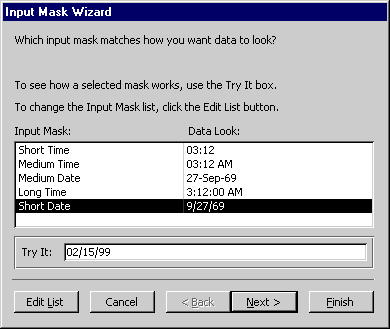 Input Mask Wizard
Which input mask matches how you want data to look?
To see how a selected mask works, use the Try It box.
To change the Input Mask list, click the Edit List button.
Input Mask: Data Look:
Short Time 03:12
Medium Time 03:12 AM
Medium Date 27-Sep-69
Long Time 3:12:00 AM
Short Date 9/27/69
Try It: 02/15/99
Edit List Cancel < Back Next > Finish